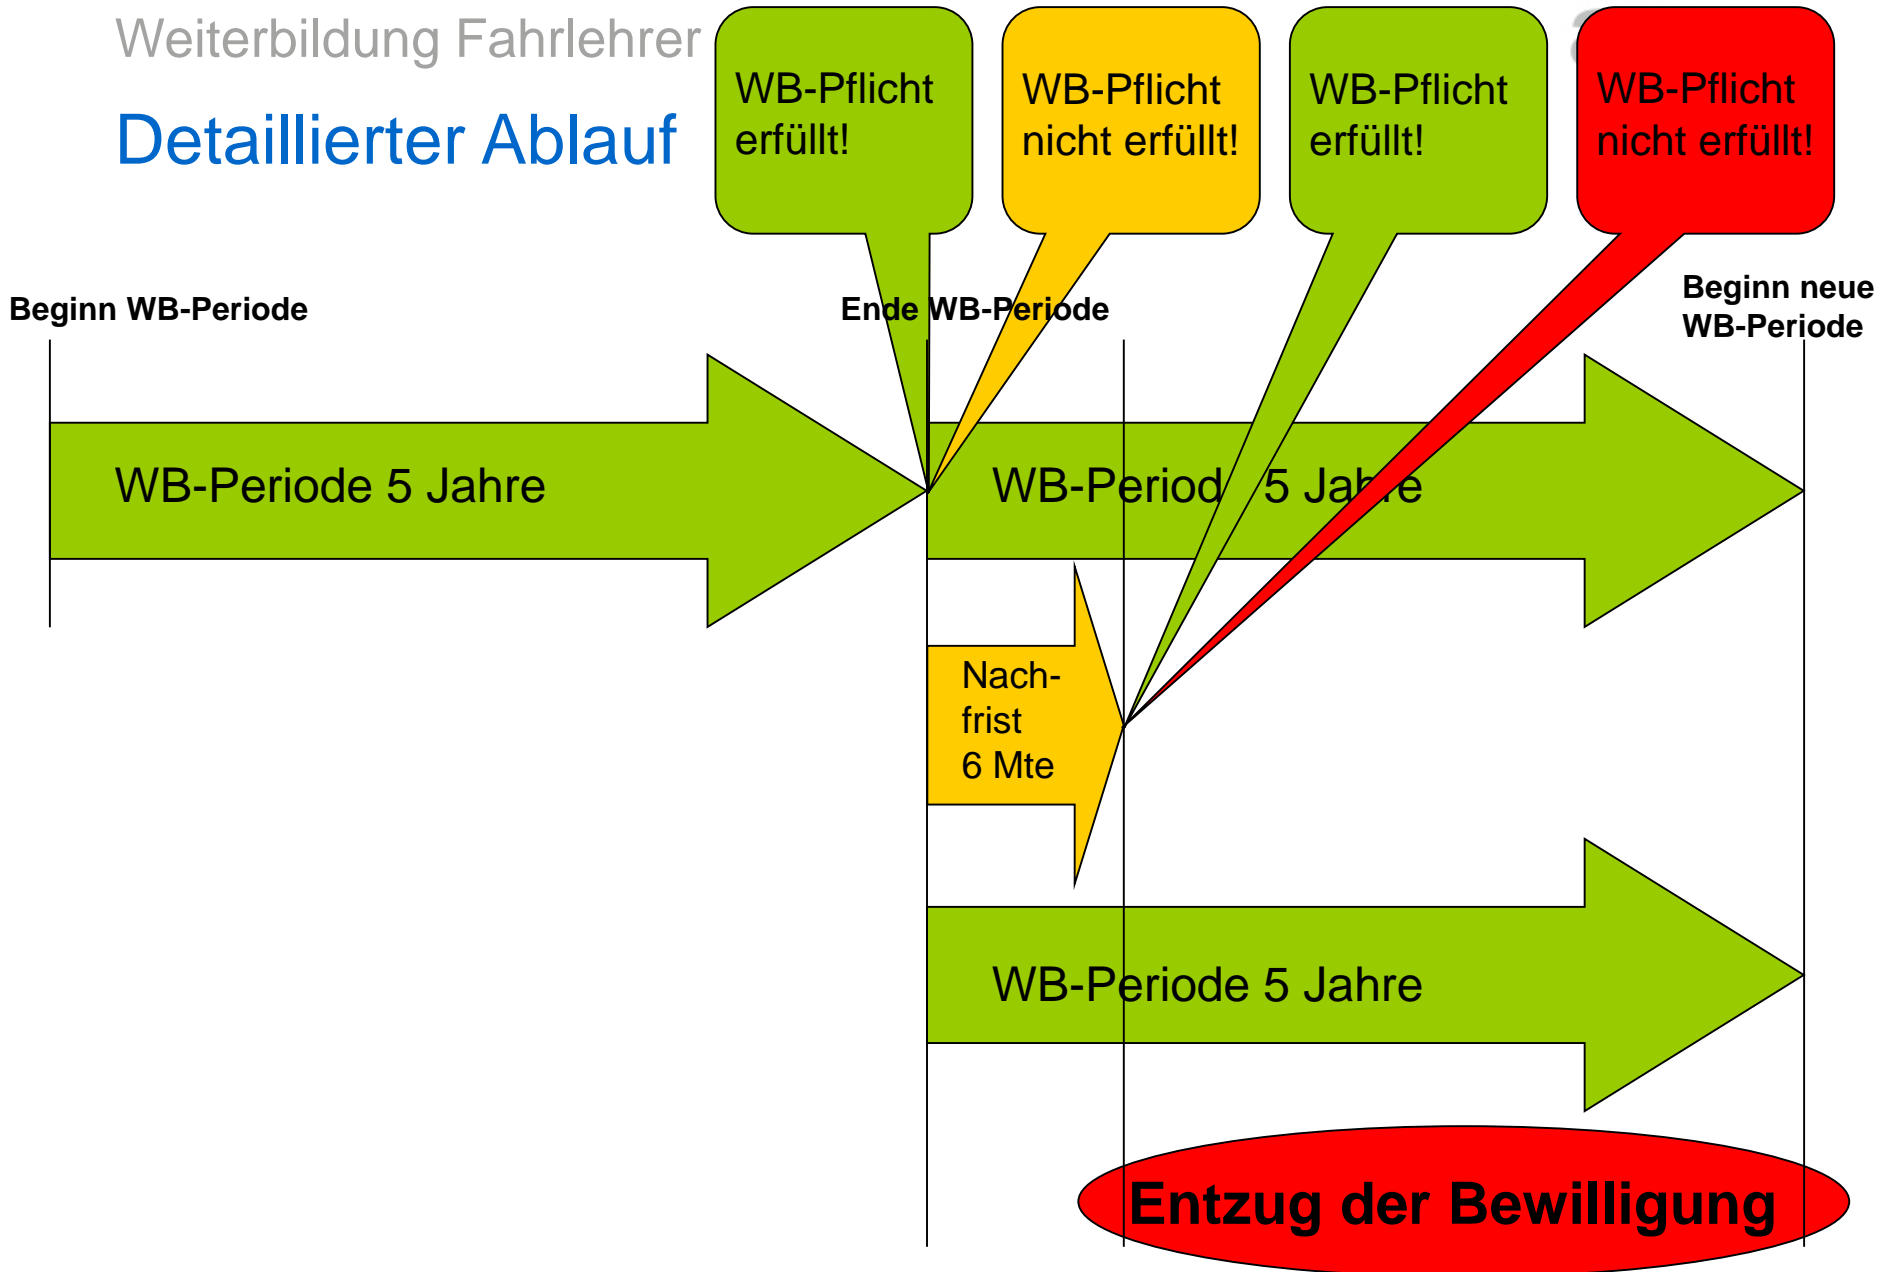 Weiterbildung Fahrlehrer
Detaillierter Ablauf
WB-Pflicht
erfüllt!
WB-Pflicht
nicht erfüllt!
WB-Pflicht
erfüllt!
WB-Pflicht
nicht erfüllt!
Beginn WB-Periode
Ende WB-Periode
Beginn neue
WB-Periode
WB-Periode 5 Jahre
WB-Periode 5 Jahre
Nach-
frist
6 Mte
WB-Periode 5 Jahre
Entzug der Bewilligung